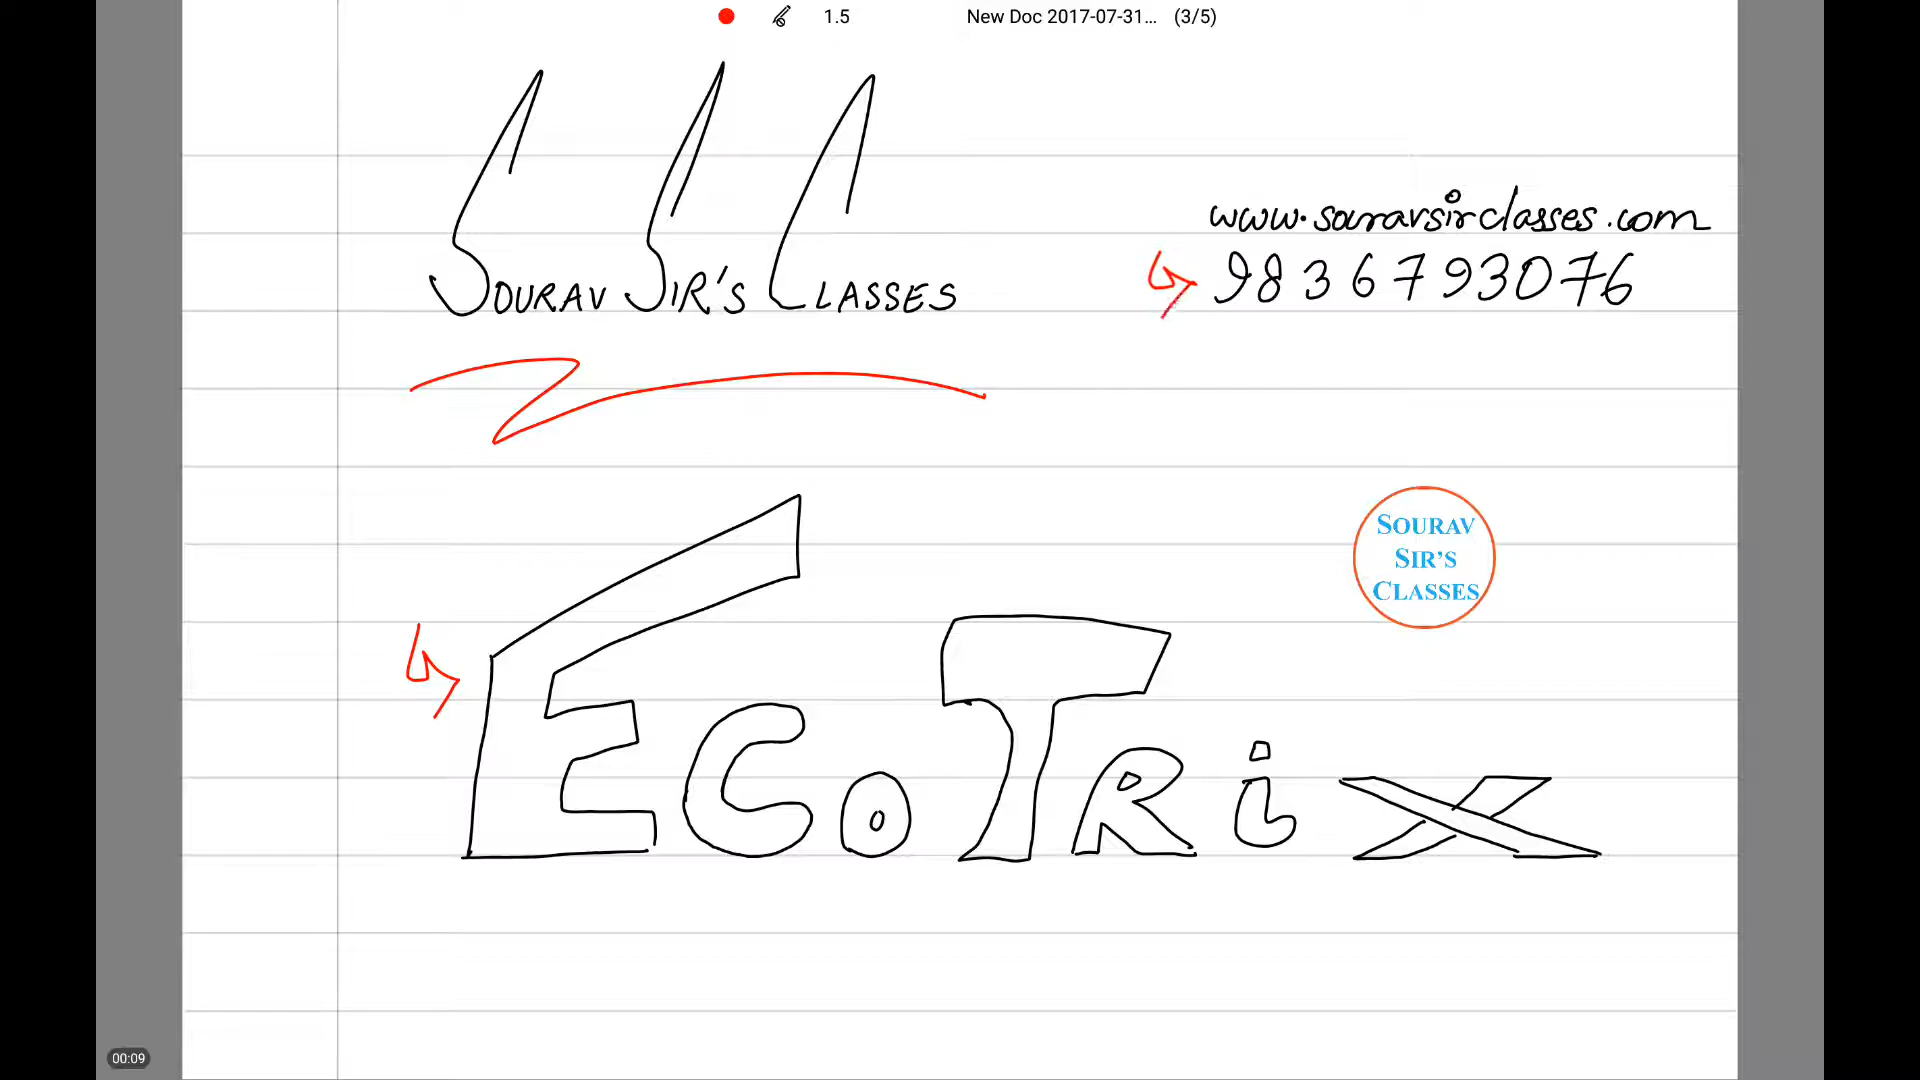 1.5 New Doc 2017-07-31... (3/5)
SOURAV SIR'S CLASSES
www.souravsirclasses.com
9836793076
SOURAV
SIR'S
CLASSES
ECOTRiX
00:09